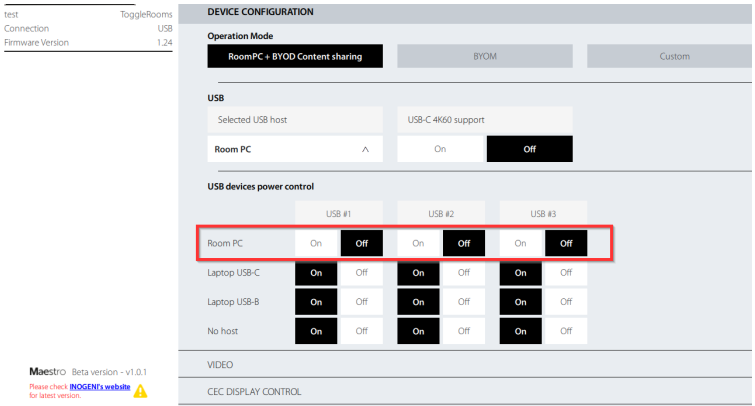 test ToggleRooms
Connection USB
Firmware Version 1.24
DEVICE CONFIGURATION
Operation Mode
RoomPC + BYOD Content sharing BYOM Custom
USB
Selected USB host USB-C 4K60 support
Room PC On Off
USB devices power control
USB #1 USB #2 USB #3
Room PC On Off On Off On Off
Laptop USB-C On Off On Off On Off
Laptop USB-B On Off On Off On Off
No host On Off On Off On Off
VIDEO
CEC DISPLAY CONTROL
Maestro Beta version - v1.0.1
Please check INOGENI's website
for latest version.